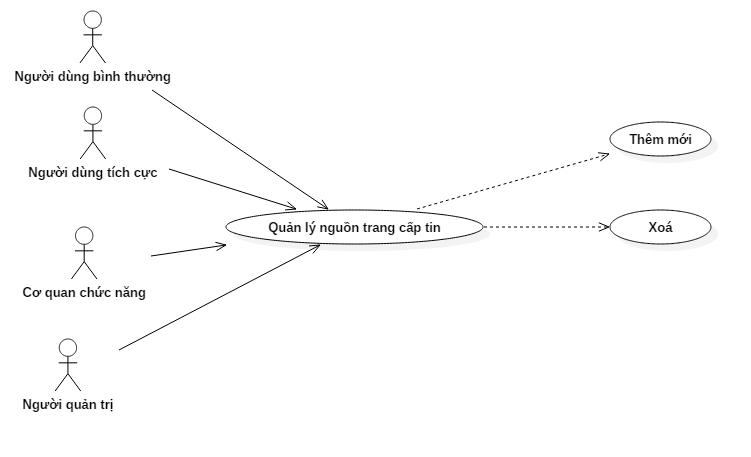 Người dùng bình thường
Người dùng tích cực
Cơ quan chức năng
Người quản trị
Quản lý nguồn trang cấp tin
Thêm mới
Xoá